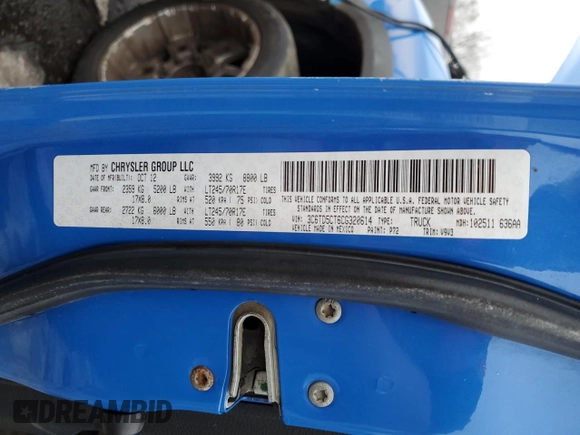 MFD BY CHRYSLER GROUP LLC
DATE OF MFR(BUILT): OCT 12 GVWR: 3992 KG 8800 LB
GAWR FRONT: 2359 KG 5200 LB WITH LT245/70R17E TIRES
17X8.0 RIMS AT 520 KPA( 75 PSI) COLD
GAWR REAR: 2722 KG 6000 LB WITH LT245/70R17E TIRES
17X8.0 550 KPA( 80 PSI) COLD
THIS VEHICLE CONFORMS TO ALL APPLICABLE U.S.A. FEDERAL MOTOR VEHICLE SAFETY
STANDARDS IN EFFECT ON THE DATE OF MANUFACTURE SHOWN ABOVE.
VIN: 3C6TD5CT6CG320614 TYPE: TRUCK MDH:102511 636AA
VEHICLE MADE IN MEXICO PAINT: P72 TRIM: V9V3
DREAMBID